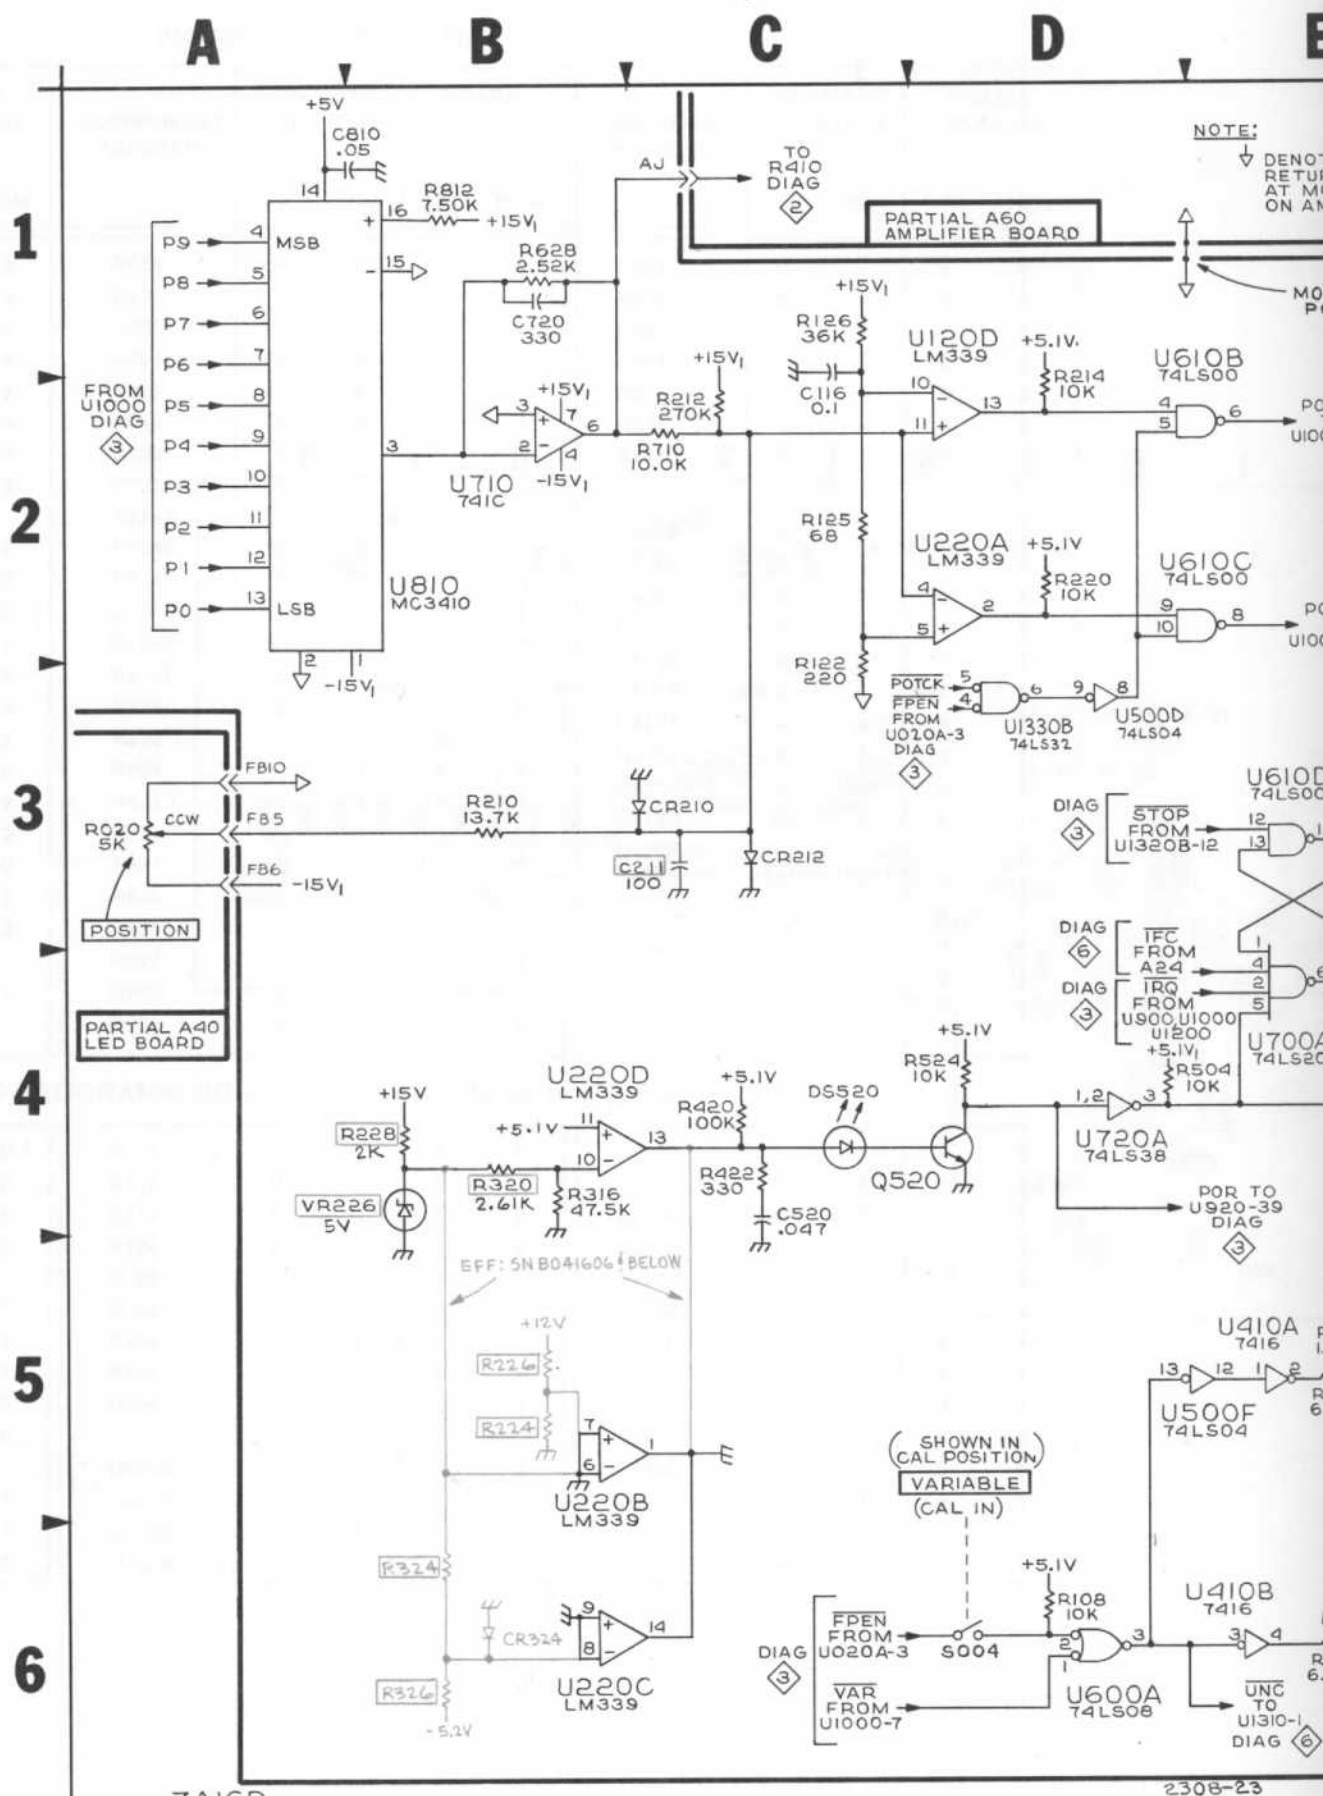 A B C D E
+5V
C810
.05
NOTE:
DENOT
RETUR
AT MO
ON AM
AJ
TO
R410
DIAG
2
14
R812
7.50K
16
+15V1
PARTIAL A60
AMPLIFIER BOARD
1
P9 4 MSB
+
R628
2.52K
- 15
P8 5
C720
330
+15V1
MO
PO
P7 6
R126
36K
U120D
LM339
+5.1V
U610B
74LS00
P6 7
+15V1
C116
0.1
10
R214
10K
FROM
U1000
DIAG
3
P5 8
3 + 7
+15V1
R212
270K
-
13
4
5
6
PO
U100
P4 9
3
2 -
4
6
R710
10.0K
11 +
P3 10
U710
741C
-15V1
2
P2 11
R125
68
U220A
LM339
+5.1V
U610C
74LS00
P1 12
U810
MC3410
4 -
R220
10K
P0 13 LSB
5 +
2
9
10
8
PO
U100
2
1
-15V1
R122
220
POTCK 5
FPEN 4
FROM
U020A-3
DIAG
3
6
U1330B
74LS32
9
8
U500D
74LS04
3
FB10
R020
5K
CCW
FB5
R210
13.7K
CR210
DIAG
3
STOP
FROM
U1320B-12
12
13
U610D
74LS00
C211
100
CR212
FB6
-15V1
POSITION
DIAG
6
IFC
FROM
A24
1
4
DIAG
3
IRQ
FROM
U900,U1000
U1200
2
5
6
U700A
74LS20
PARTIAL A40
LED BOARD
4
+5.1V
R524
10K
+5.1V1
R504
10K
+15V
U220D
LM339
+5.1V
DS520
1,2
3
R228
2K
+5.1V
11 +
10 -
13
R420
100K
U720A
74LS38
R320
2.61K
R316
47.5K
R422
330
Q520
VR226
5V
C520
.047
POR TO
U920-39
DIAG
3
EFF: SN B041606 & BELOW
5
+12V
U410A
7416
R226
13
12
1
2
R224
7 +
6 -
1
U500F
74LS04
(SHOWN IN
CAL POSITION)
VARIABLE
(CAL IN)
U220B
LM339
R324
+5.1V
6
R108
10K
U410B
7416
CR324
9 +
8 -
14
DIAG
3
FPEN
FROM
U020A-3
S004
2
1
3
3
4
R326
U220C
LM339
VAR
FROM
U1000-7
U600A
74LS08
UNC
TO
U1310-1
DIAG 6
-5.2V
2308-23